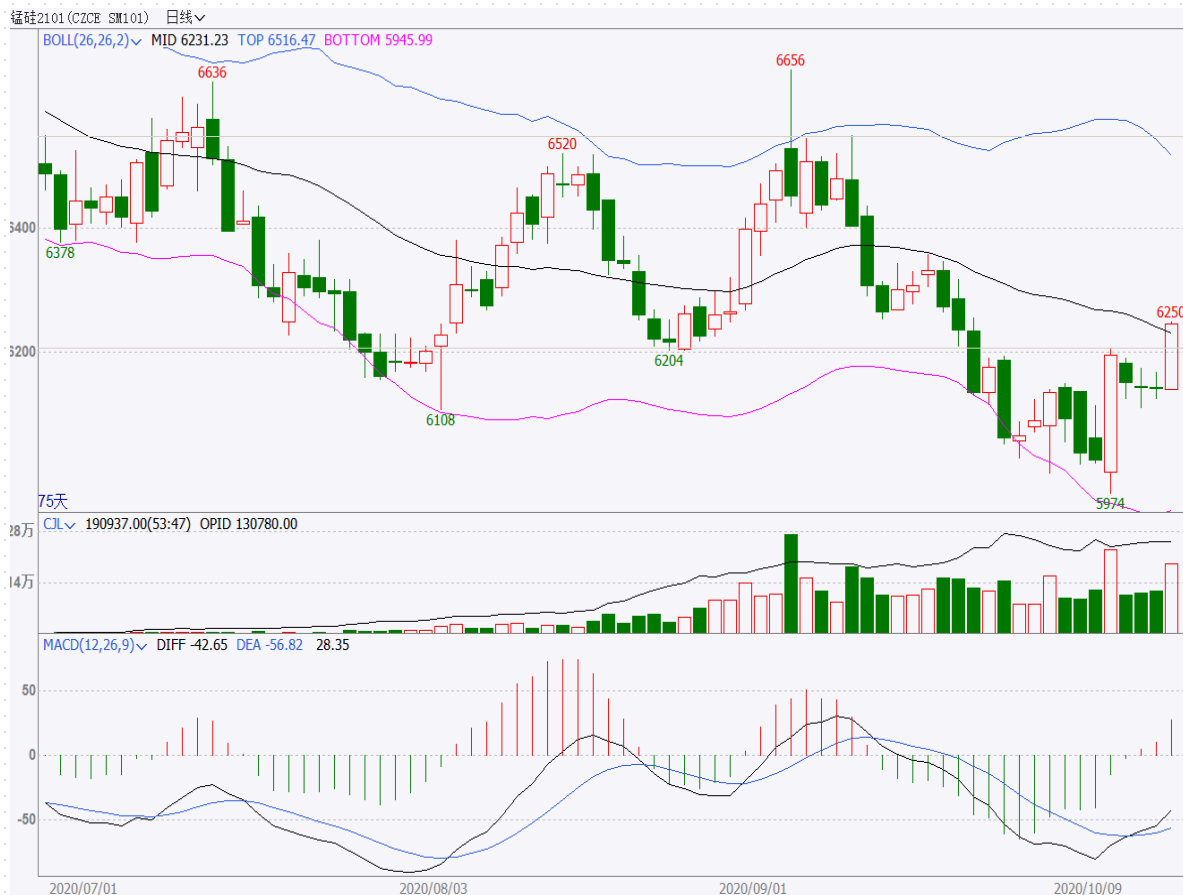 锰硅2101(CZCE SM101) 日线
BOLL(26,26,2) MID 6231.23 TOP 6516.47 BOTTOM 5945.99
6656
6636
6520
6400
6378
6250
6200
6204
6108
75天
5974
CJL 190937.00(53:47) OPID 130780.00
28万
14万
MACD(12,26,9) DIFF -42.65 DEA -56.82 28.35
50
0
-50
2020/07/01 2020/08/03 2020/09/01 2020/10/09